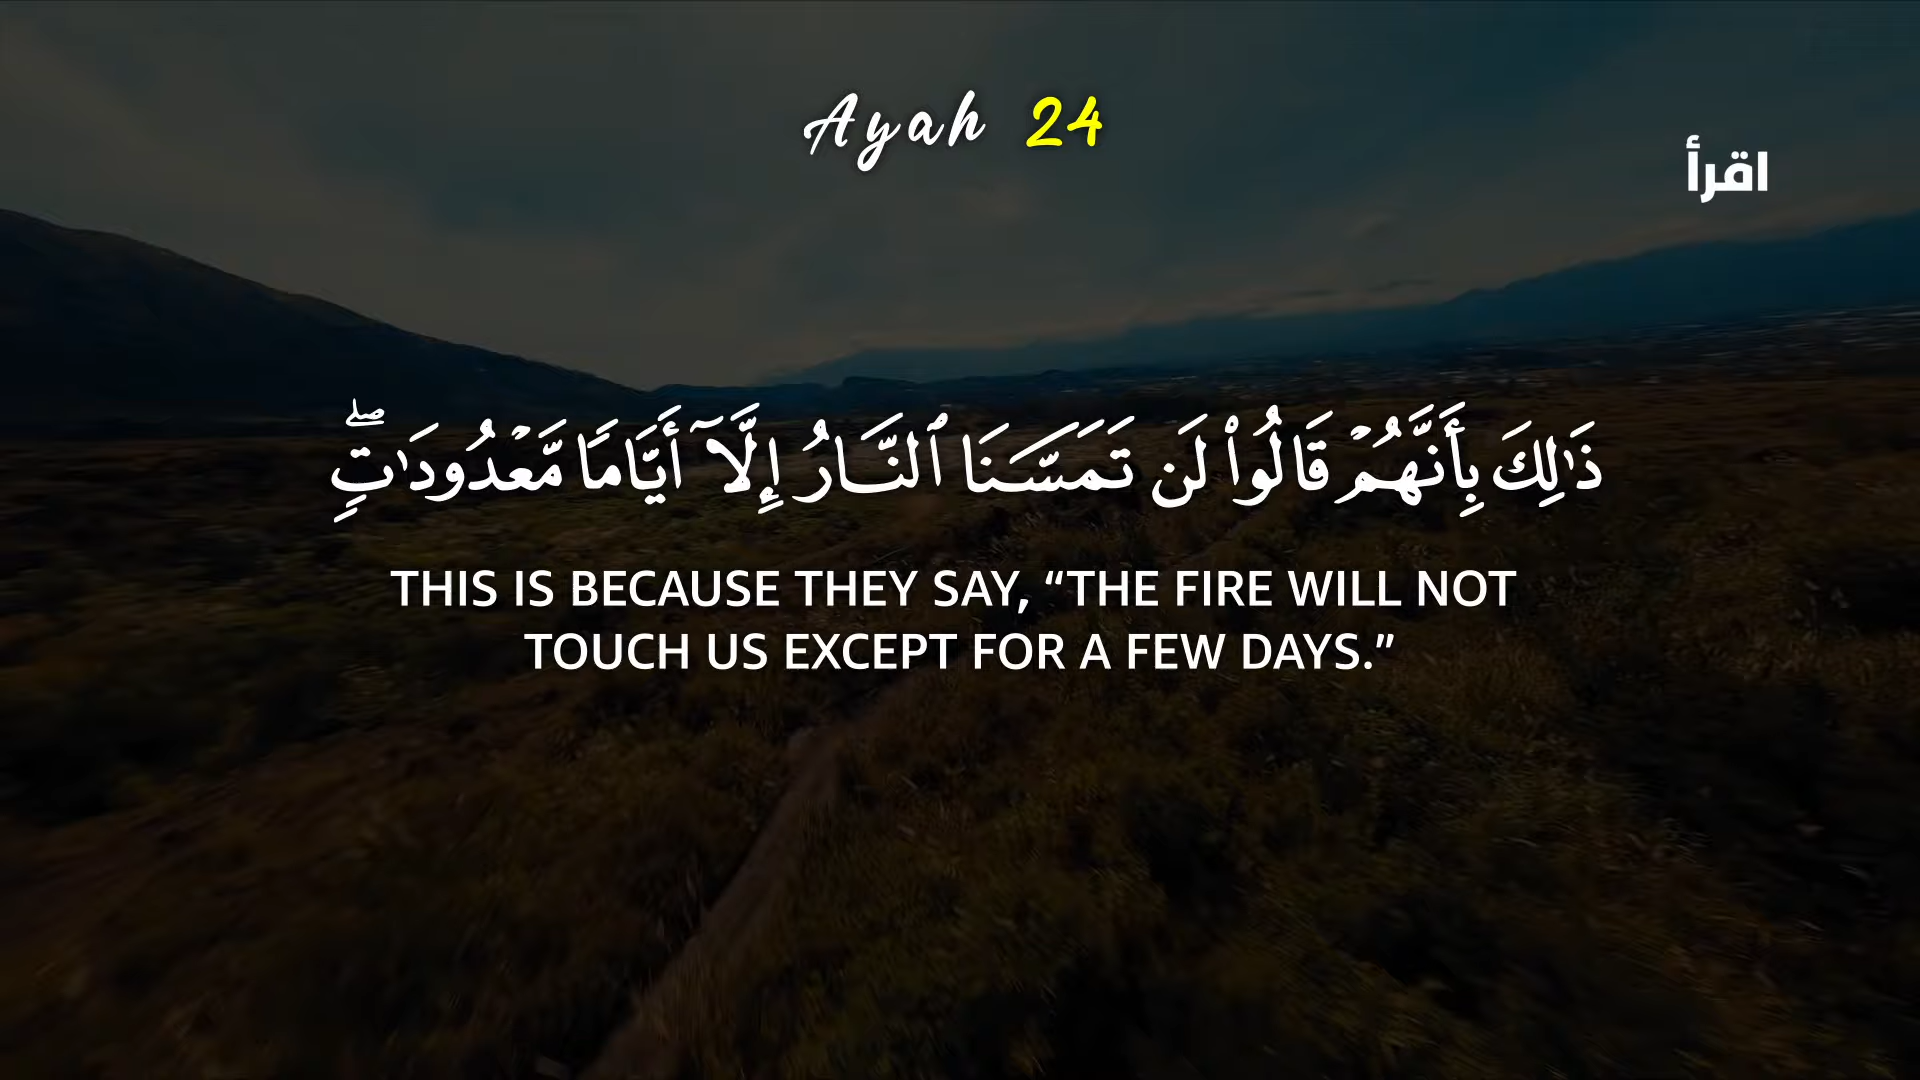 Ayah 24
اقرأ
ذَٰلِكَ بِأَنَّهُمْ قَالُوا۟ لَن تَمَسَّنَا ٱلنَّارُ إِلَّآ أَيَّامًا مَّعْدُودَٰتٍۢ ۖ
THIS IS BECAUSE THEY SAY, “THE FIRE WILL NOT
TOUCH US EXCEPT FOR A FEW DAYS.”